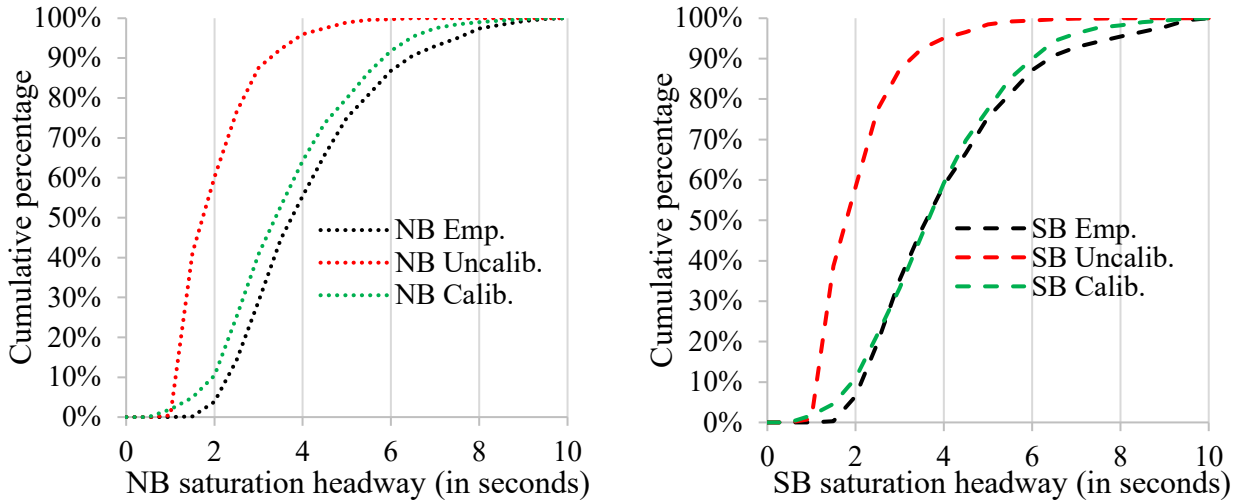 Cumulative percentage
100%
90%
80%
70%
60%
50%
40%
30%
20%
10%
0%
NB Emp.
NB Uncalib.
NB Calib.
0 2 4 6 8 10
NB saturation headway (in seconds)
Cumulative percentage
100%
90%
80%
70%
60%
50%
40%
30%
20%
10%
0%
SB Emp.
SB Uncalib.
SB Calib.
0 2 4 6 8 10
SB saturation headway (in seconds)